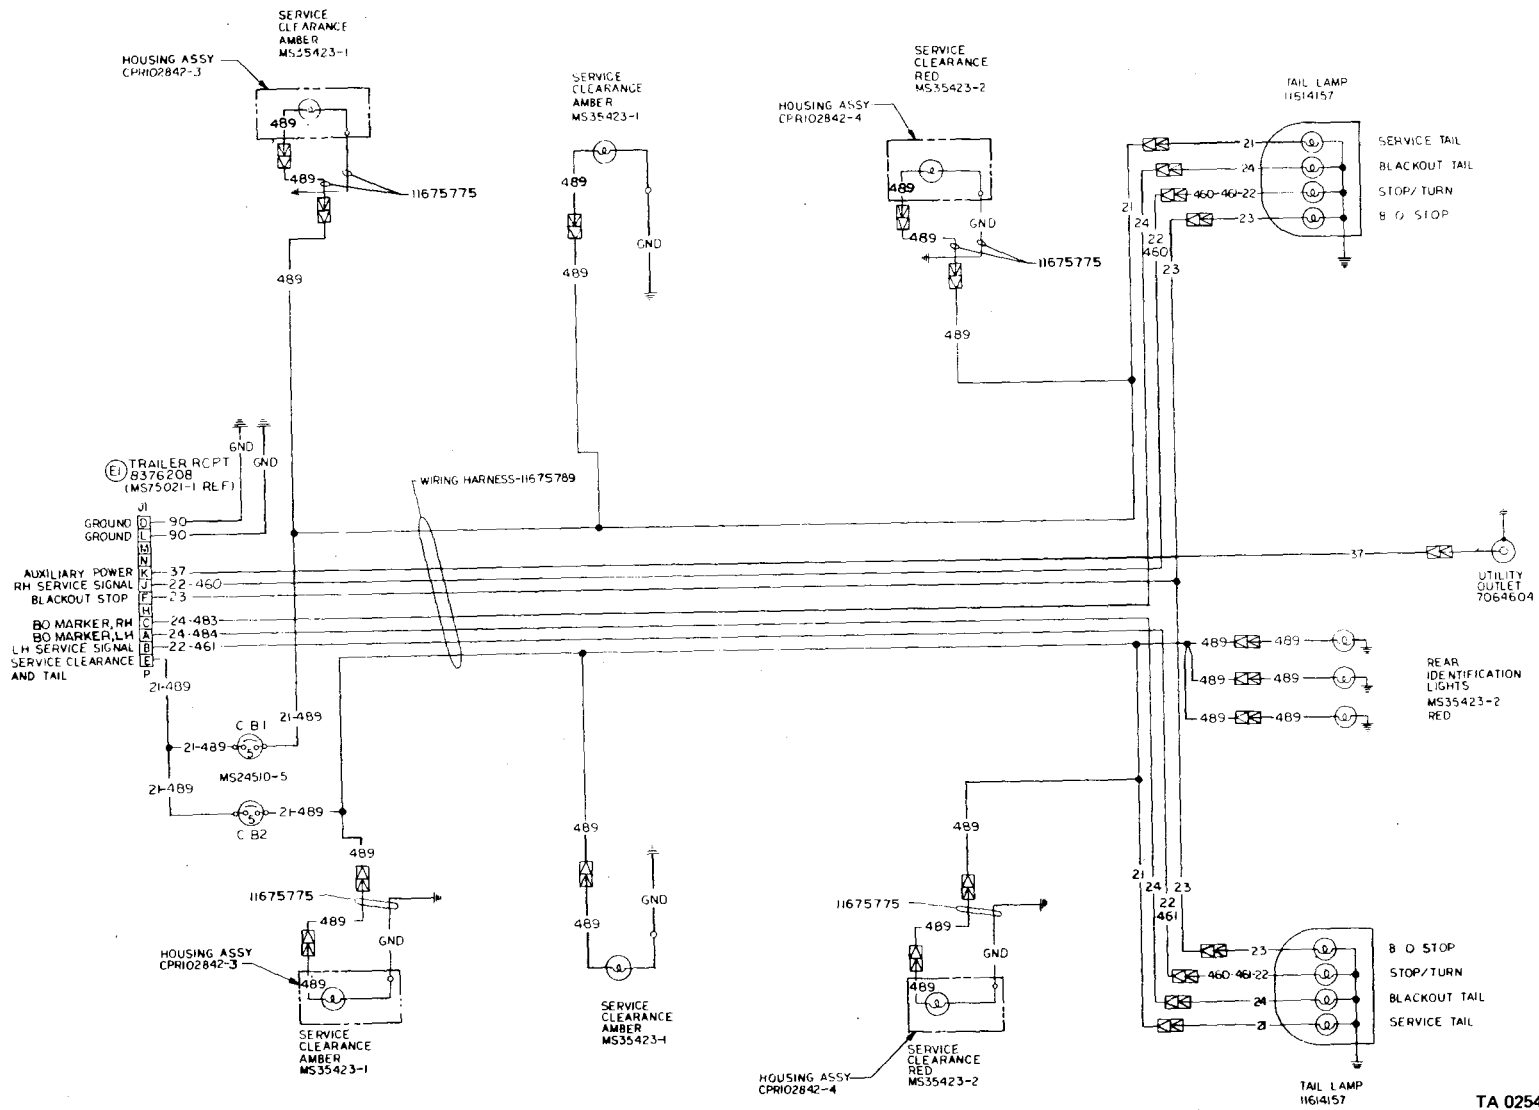 SERVICE
CLEARANCE
AMBER
MS35423-1
HOUSING ASSY
CPR102842-3
489
489
11675775
489
SERVICE
CLEARANCE
AMBER
MS35423-1
489
GND
489
SERVICE
CLEARANCE
RED
MS35423-2
HOUSING ASSY
CPR102842-4
489
GND
489
11675775
489
TAIL LAMP
11614157
21
SERVICE TAIL
24
BLACKOUT TAIL
460-461-22
STOP/TURN
23
B O STOP
21
24
22
460
23
GND
GND
E1
TRAILER RCPT
8376208
(MS75021-1 REF)
J1
GROUND D 90
GROUND L 90
M
N
AUXILIARY POWER K 37
RH SERVICE SIGNAL J 22-460
BLACKOUT STOP F 23
H
BO MARKER, RH C 24-483
BO MARKER, LH A 24-484
LH SERVICE SIGNAL B 22-461
SERVICE CLEARANCE E
AND TAIL
P
WIRING HARNESS-11675789
37
UTILITY
OUTLET
7064604
489 489
489 489
489 489
REAR
IDENTIFICATION
LIGHTS
MS35423-2
RED
21-489
21-489
C B1
5
21-489
MS24510-5
21-489
5
21-489
C B2
489
11675775
489
GND
HOUSING ASSY
CPR102842-3
489
SERVICE
CLEARANCE
AMBER
MS35423-1
489
489
GND
SERVICE
CLEARANCE
AMBER
MS35423-1
489
11675775
489
GND
489
SERVICE
CLEARANCE
RED
MS35423-2
HOUSING ASSY
CPR102842-4
21
24
23
22
461
23
B O STOP
460-461-22
STOP/TURN
24
BLACKOUT TAIL
21
SERVICE TAIL
TAIL LAMP
11614157
TA 0254